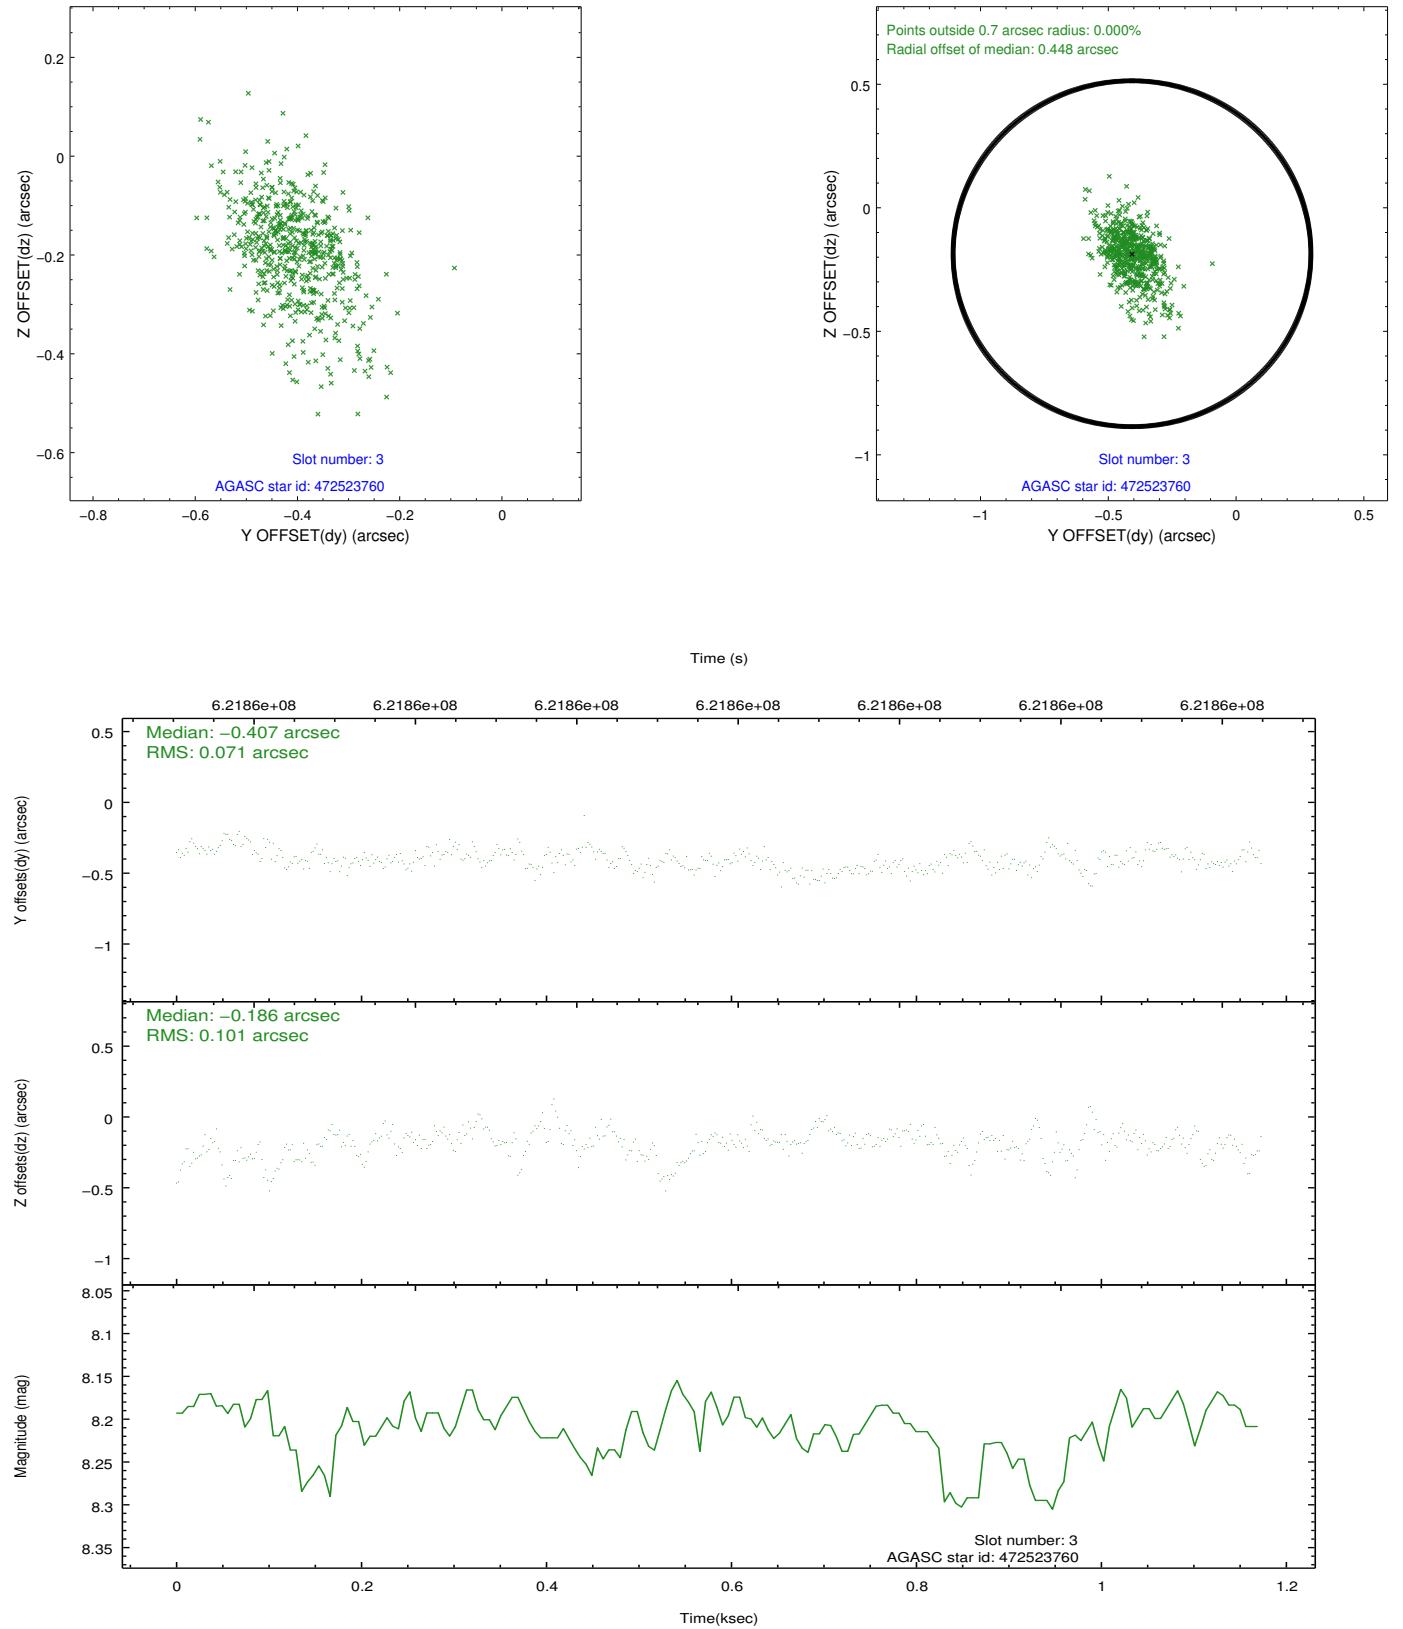 0.2
0
−0.2
−0.4
−0.6
Z OFFSET(dz) (arcsec)
Slot number: 3
AGASC star id: 472523760
−0.8
−0.6
−0.4
−0.2
0
Y OFFSET(dy) (arcsec)
Points outside 0.7 arcsec radius: 0.000%
Radial offset of median: 0.448 arcsec
0.5
0
−0.5
−1
Z OFFSET(dz) (arcsec)
Slot number: 3
AGASC star id: 472523760
−1
−0.5
0
0.5
Y OFFSET(dy) (arcsec)
Time (s)
6.2186e+08
6.2186e+08
6.2186e+08
6.2186e+08
6.2186e+08
6.2186e+08
6.2186e+08
Median: −0.407 arcsec
RMS: 0.071 arcsec
0.5
0
−0.5
−1
Y offsets(dy) (arcsec)
Median: −0.186 arcsec
RMS: 0.101 arcsec
0.5
0
−0.5
−1
Z offsets(dz) (arcsec)
8.05
8.1
8.15
8.2
8.25
8.3
8.35
Magnitude (mag)
Slot number: 3
AGASC star id: 472523760
0
0.2
0.4
0.6
0.8
1
1.2
Time(ksec)